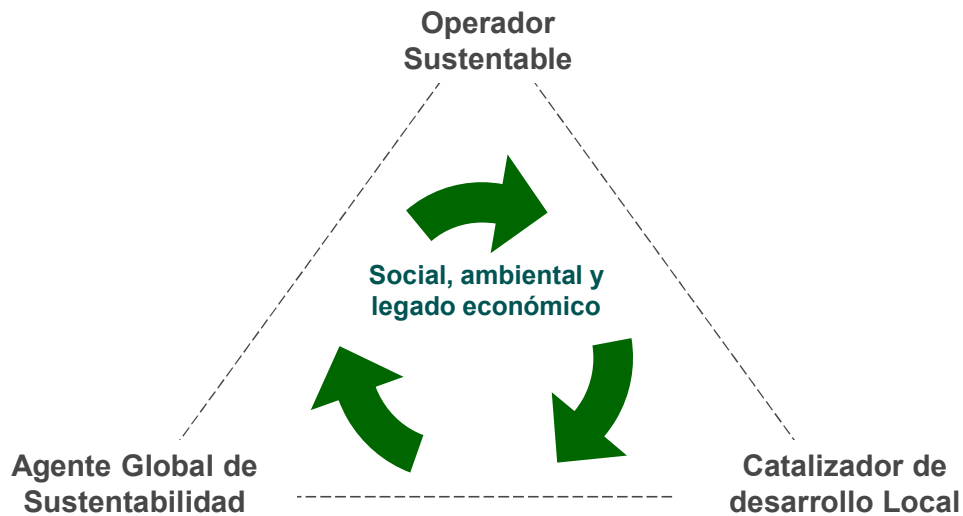 Operador
Sustentable
Social, ambiental y
legado económico
Agente Global de
Sustentabilidad
Catalizador de
desarrollo Local